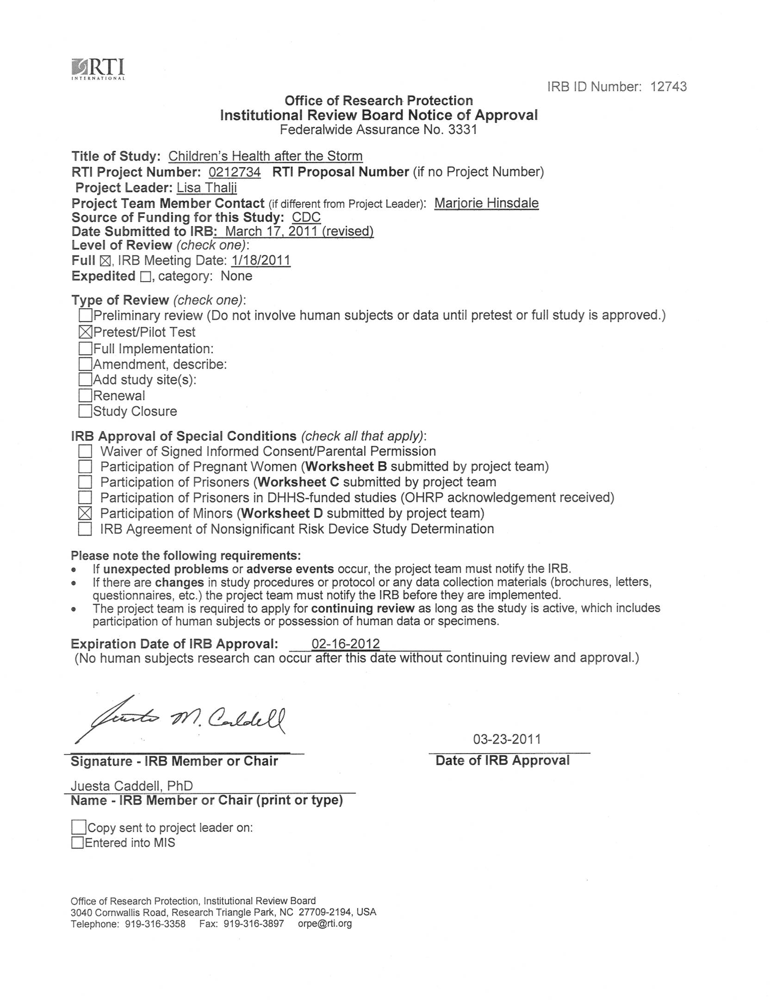 RTI
INTERNATIONAL
IRB ID Number: 12743
Office of Research Protection
Institutional Review Board Notice of Approval
Federalwide Assurance No. 3331
Title of Study: Children's Health after the Storm
RTI Project Number: 0212734 RTI Proposal Number (if no Project Number)
Project Leader: Lisa Thalji
Project Team Member Contact (if different from Project Leader): Marjorie Hinsdale
Source of Funding for this Study: CDC
Date Submitted to IRB: March 17, 2011 (revised)
Level of Review (check one):
Full ☒, IRB Meeting Date: 1/18/2011
Expedited ☐, category: None
Type of Review (check one):
☐Preliminary review (Do not involve human subjects or data until pretest or full study is approved.)
☒Pretest/Pilot Test
☐Full Implementation:
☐Amendment, describe:
☐Add study site(s):
☐Renewal
☐Study Closure
IRB Approval of Special Conditions (check all that apply):
☐ Waiver of Signed Informed Consent/Parental Permission
☐ Participation of Pregnant Women (Worksheet B submitted by project team)
☐ Participation of Prisoners (Worksheet C submitted by project team
☐ Participation of Prisoners in DHHS-funded studies (OHRP acknowledgement received)
☒ Participation of Minors (Worksheet D submitted by project team)
☐ IRB Agreement of Nonsignificant Risk Device Study Determination
Please note the following requirements:
• If unexpected problems or adverse events occur, the project team must notify the IRB.
• If there are changes in study procedures or protocol or any data collection materials (brochures, letters,
questionnaires, etc.) the project team must notify the IRB before they are implemented.
• The project team is required to apply for continuing review as long as the study is active, which includes
participation of human subjects or possession of human data or specimens.
Expiration Date of IRB Approval: 02-16-2012
(No human subjects research can occur after this date without continuing review and approval.)
Juesta M. Caddell
03-23-2011
Signature - IRB Member or Chair Date of IRB Approval
Juesta Caddell, PhD
Name - IRB Member or Chair (print or type)
☐Copy sent to project leader on:
☐Entered into MIS
Office of Research Protection, Institutional Review Board
3040 Cornwallis Road, Research Triangle Park, NC 27709-2194, USA
Telephone: 919-316-3358 Fax: 919-316-3897 orpe@rti.org